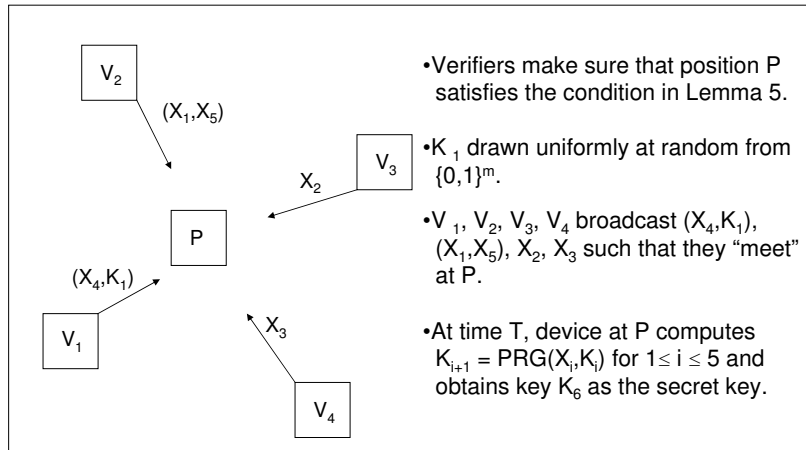 V₂
(X₁,X₅)
V₃
X₂
P
(X₄,K₁)
V₁
X₃
V₄
•Verifiers make sure that position P
satisfies the condition in Lemma 5.
•K ₁ drawn uniformly at random from
{0,1}ᵐ.
•V ₁, V₂, V₃, V₄ broadcast (X₄,K₁),
(X₁,X₅), X₂, X₃ such that they “meet”
at P.
•At time T, device at P computes
Kᵢ₊₁ = PRG(Xᵢ,Kᵢ) for 1≤ i ≤ 5 and
obtains key K₆ as the secret key.